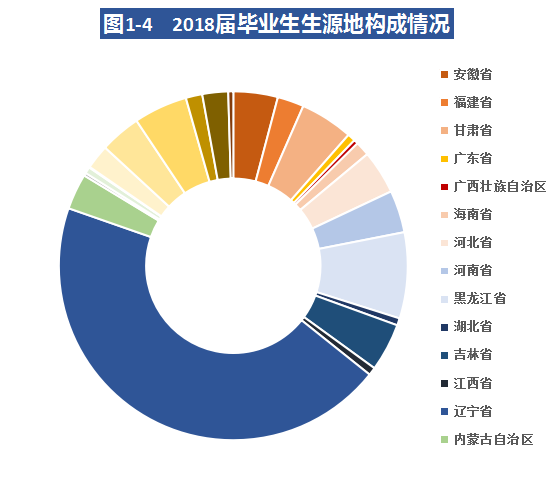 图1-4 2018届毕业生生源地构成情况
安徽省
福建省
甘肃省
广东省
广西壮族自治区
海南省
河北省
河南省
黑龙江省
湖北省
吉林省
江西省
辽宁省
内蒙古自治区